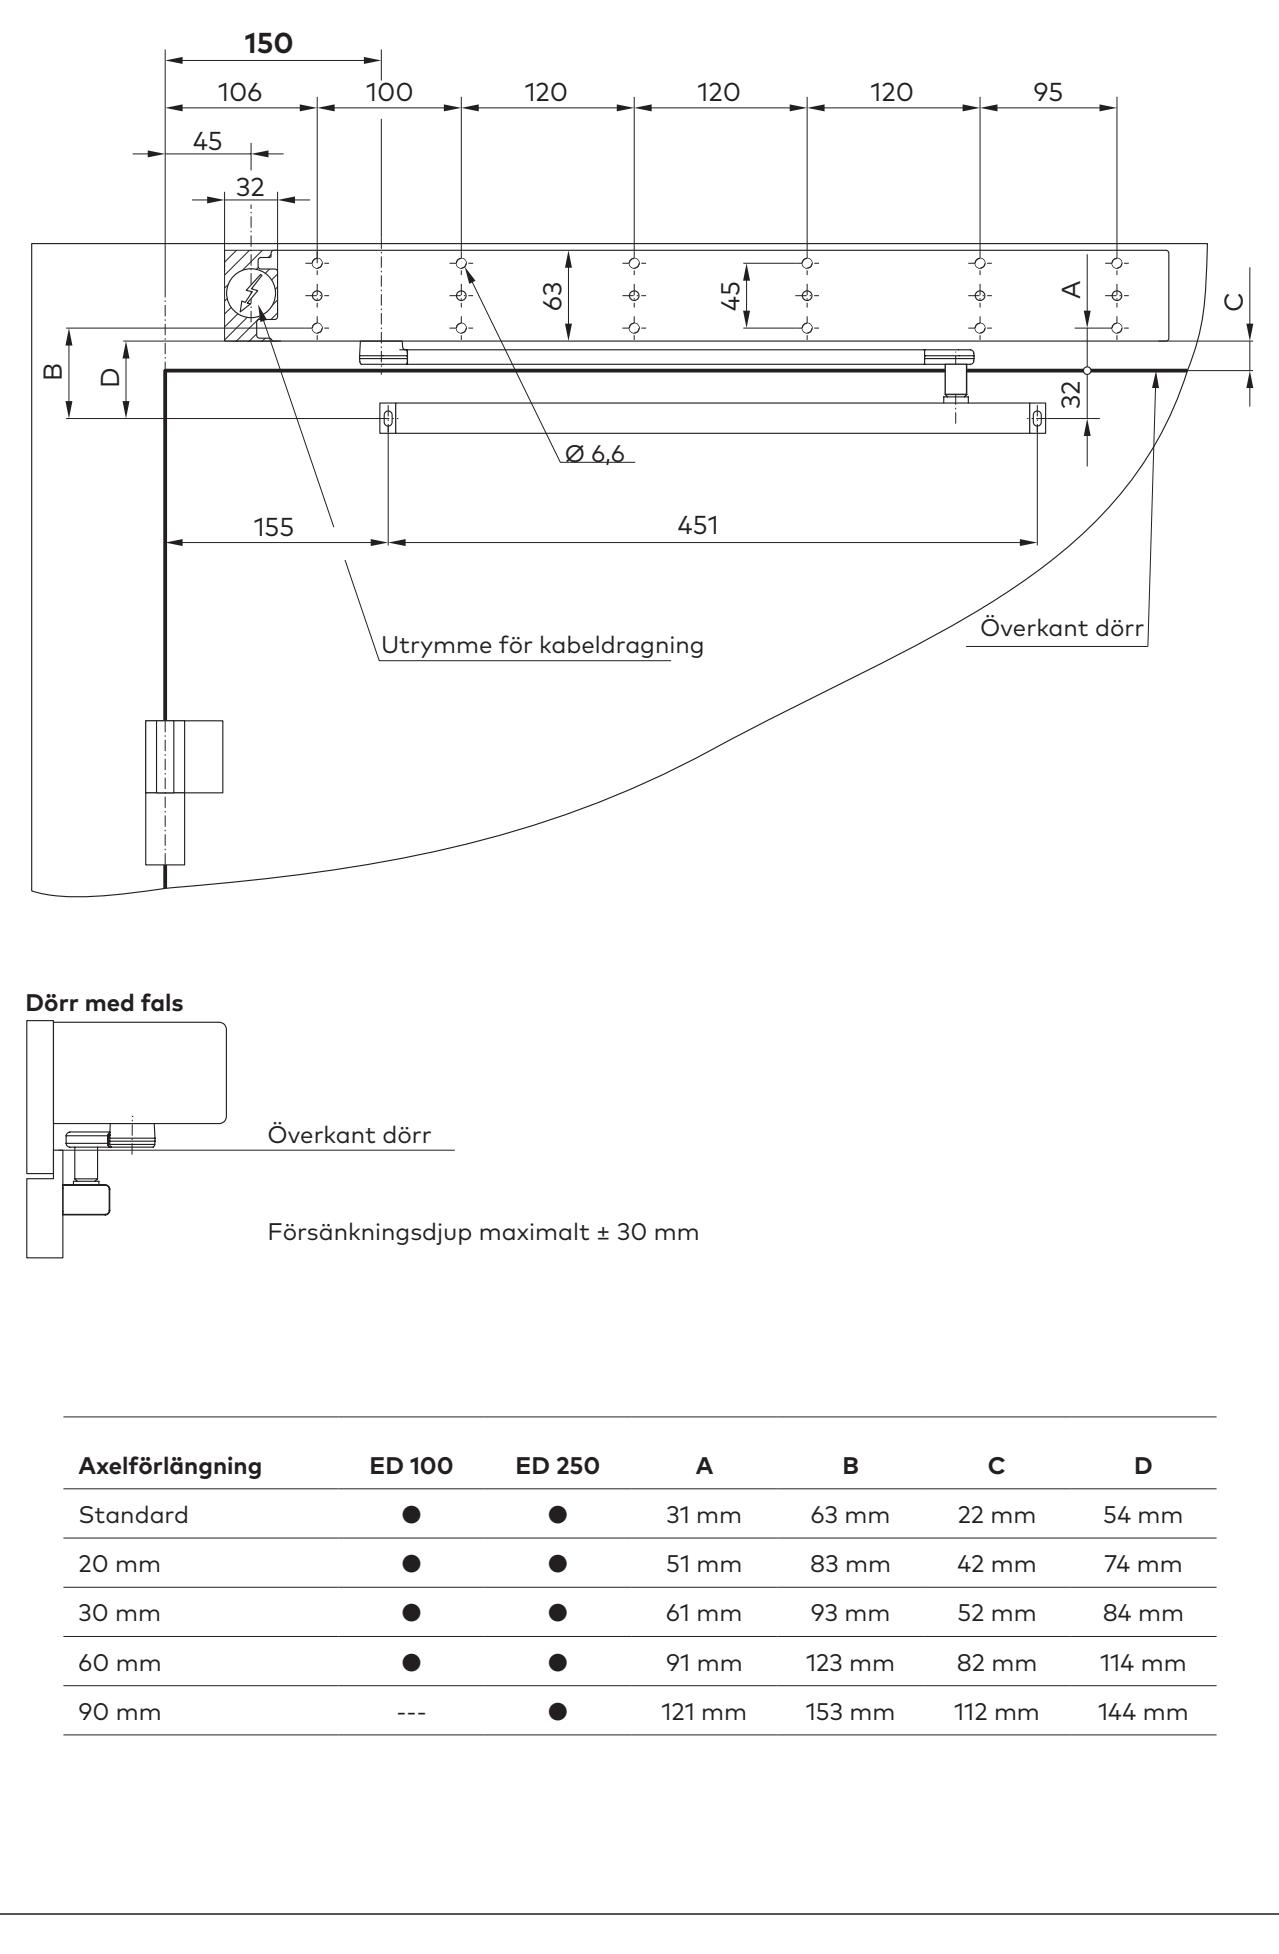 150
106 100 120 120 120 95
45
32
63 45 A C
B D 32
Ø 6,6
155 451
Överkant dörr
Utrymme för kabeldragning
Dörr med fals
Överkant dörr
Försänkningsdjup maximalt ± 30 mm
Axelförlängning ED 100 ED 250 A B C D
Standard ● ● 31 mm 63 mm 22 mm 54 mm
20 mm ● ● 51 mm 83 mm 42 mm 74 mm
30 mm ● ● 61 mm 93 mm 52 mm 84 mm
60 mm ● ● 91 mm 123 mm 82 mm 114 mm
90 mm --- ● 121 mm 153 mm 112 mm 144 mm